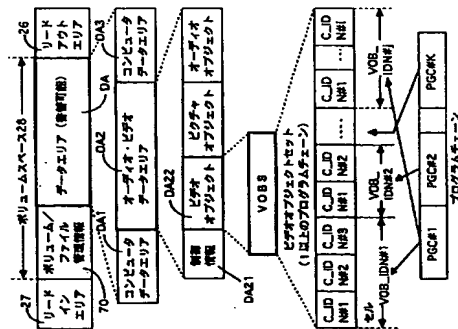 ボリュームスペース28
27
26
リード
イン
エリア
ボリューム/
ファイル
管理情報
データエリア(書替可能)
リード
アウト
エリア
70
DA
DA1
DA2
DA3
コンピュータ
データエリア
オーディオ・ビデオ
データエリア
コンピュータ
データエリア
DA22
制御
情報
ビデオ
オブジェクト
ピクチャ
オブジェクト
オーディオ
オブジェクト
DA21
VOBS
ビデオオブジェクトセット
(1以上のプログラムチェーン)
C_ID
N#1
C_ID
N#2
C_ID
N#3
C_ID
N#1
C_ID
N#2
.....
C_ID
N#1
...
C_ID
N#i
セル
VOB_IDN#1
VOB_
IDN#2
VOB_
IDN#j
PGC#1
PGC#2
.....
PGC#K
プログラムチェーン